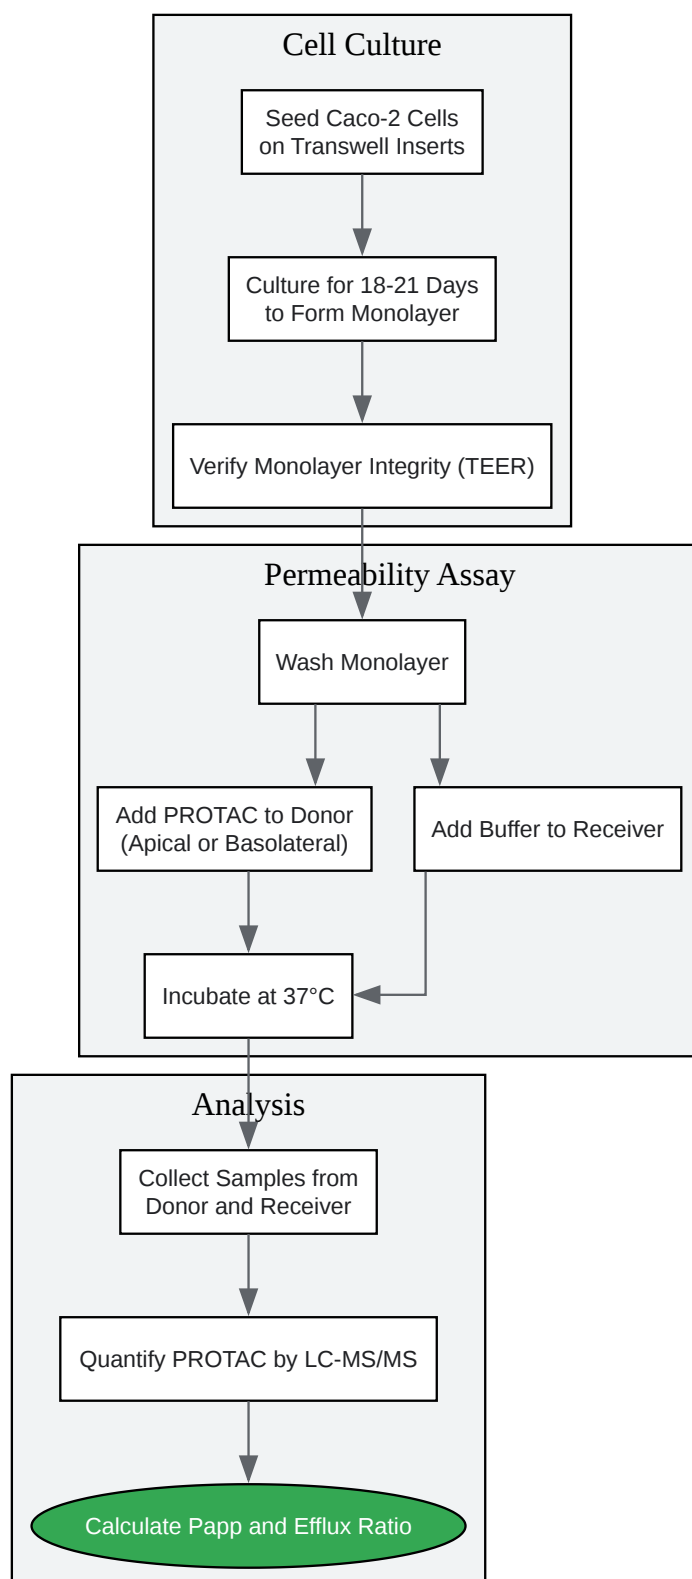 Cell Culture
Seed Caco-2 Cells
on Transwell Inserts
Culture for 18-21 Days
to Form Monolayer
Verify Monolayer Integrity (TEER)
Permeability Assay
Wash Monolayer
Add PROTAC to Donor
(Apical or Basolateral)
Add Buffer to Receiver
Incubate at 37°C
Analysis
Collect Samples from
Donor and Receiver
Quantify PROTAC by LC-MS/MS
Calculate Papp and Efflux Ratio